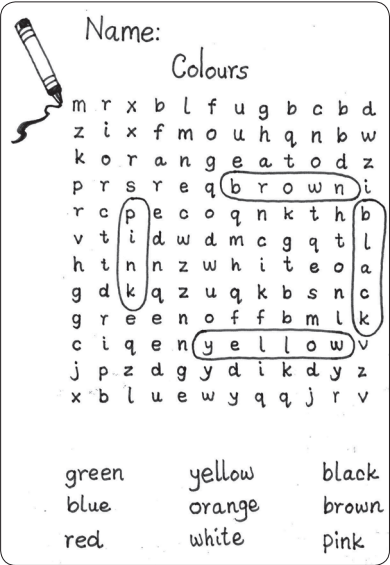 Name:
Colours
m r x b l f u g b c b d
z i x f m o u h q n b w
k o r a n g e a t o d z
p r s r e q b r o w n i
r c p e c o q n k t h b
v t i d w d m c g q t l
h t n n z w h i t e o a
g d k q z u q k b s n c
g r e e n o f f b m l k
c i q e n y e l l o w v
j p z d g y d i k d y z
x b l u e w y q q j r v
green yellow black
blue orange brown
red white pink